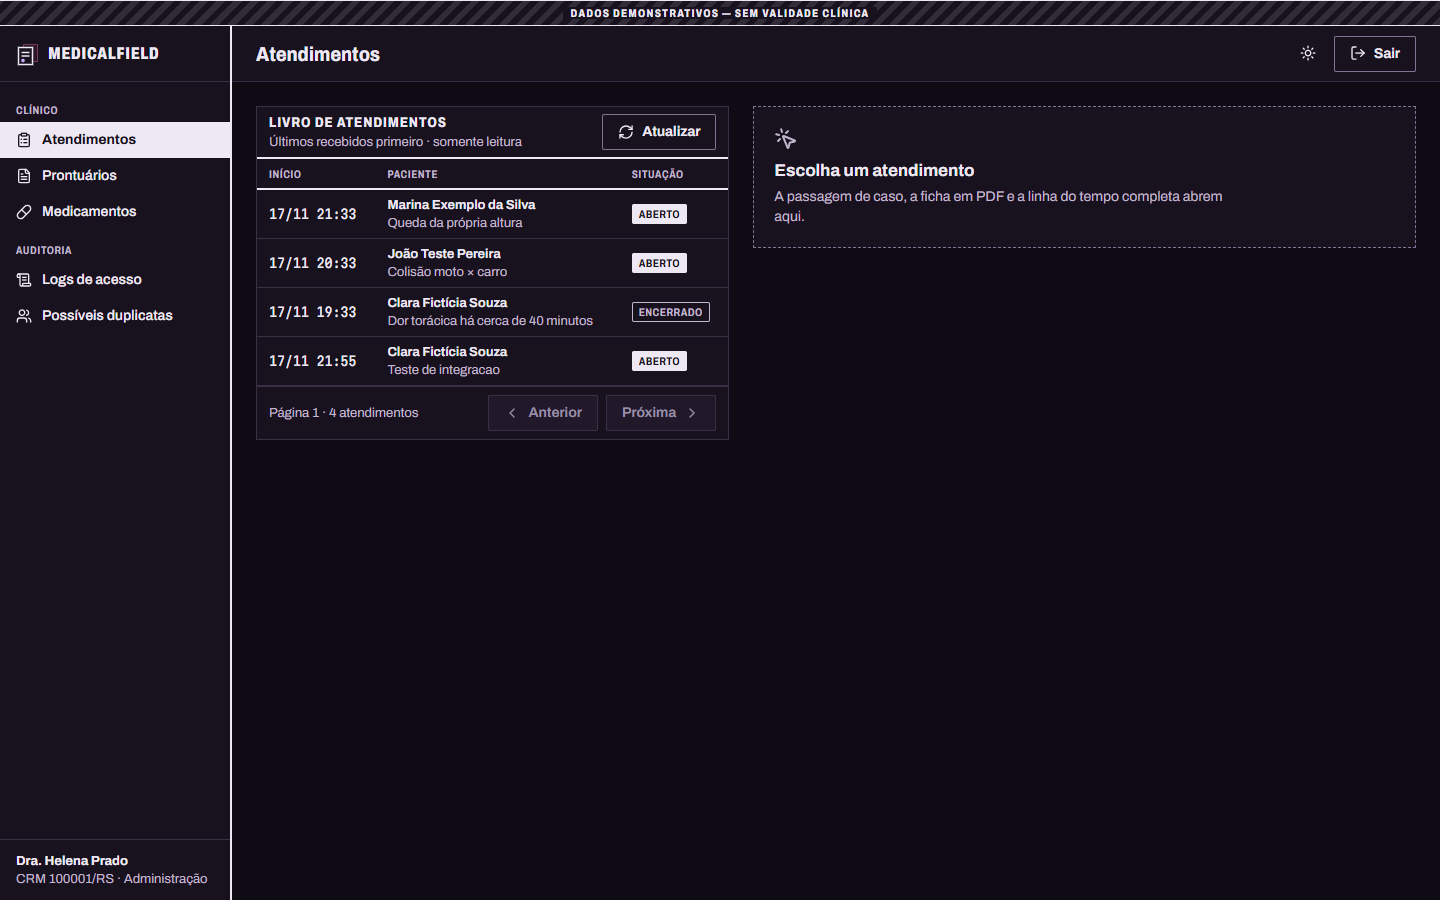 DADOS DEMONSTRATIVOS — SEM VALIDADE CLÍNICA
MEDICALFIELD
Atendimentos
Sair
CLÍNICO
Atendimentos
Prontuários
Medicamentos
AUDITORIA
Logs de acesso
Possíveis duplicatas
Dra. Helena Prado
CRM 100001/RS · Administração
LIVRO DE ATENDIMENTOS
Últimos recebidos primeiro · somente leitura
Atualizar
INÍCIO PACIENTE SITUAÇÃO
17/11 21:33 Marina Exemplo da Silva ABERTO
Queda da própria altura
17/11 20:33 João Teste Pereira ABERTO
Colisão moto × carro
17/11 19:33 Clara Fictícia Souza ENCERRADO
Dor torácica há cerca de 40 minutos
17/11 21:55 Clara Fictícia Souza ABERTO
Teste de integracao
Página 1 · 4 atendimentos
Anterior
Próxima
Escolha um atendimento
A passagem de caso, a ficha em PDF e a linha do tempo completa abrem
aqui.